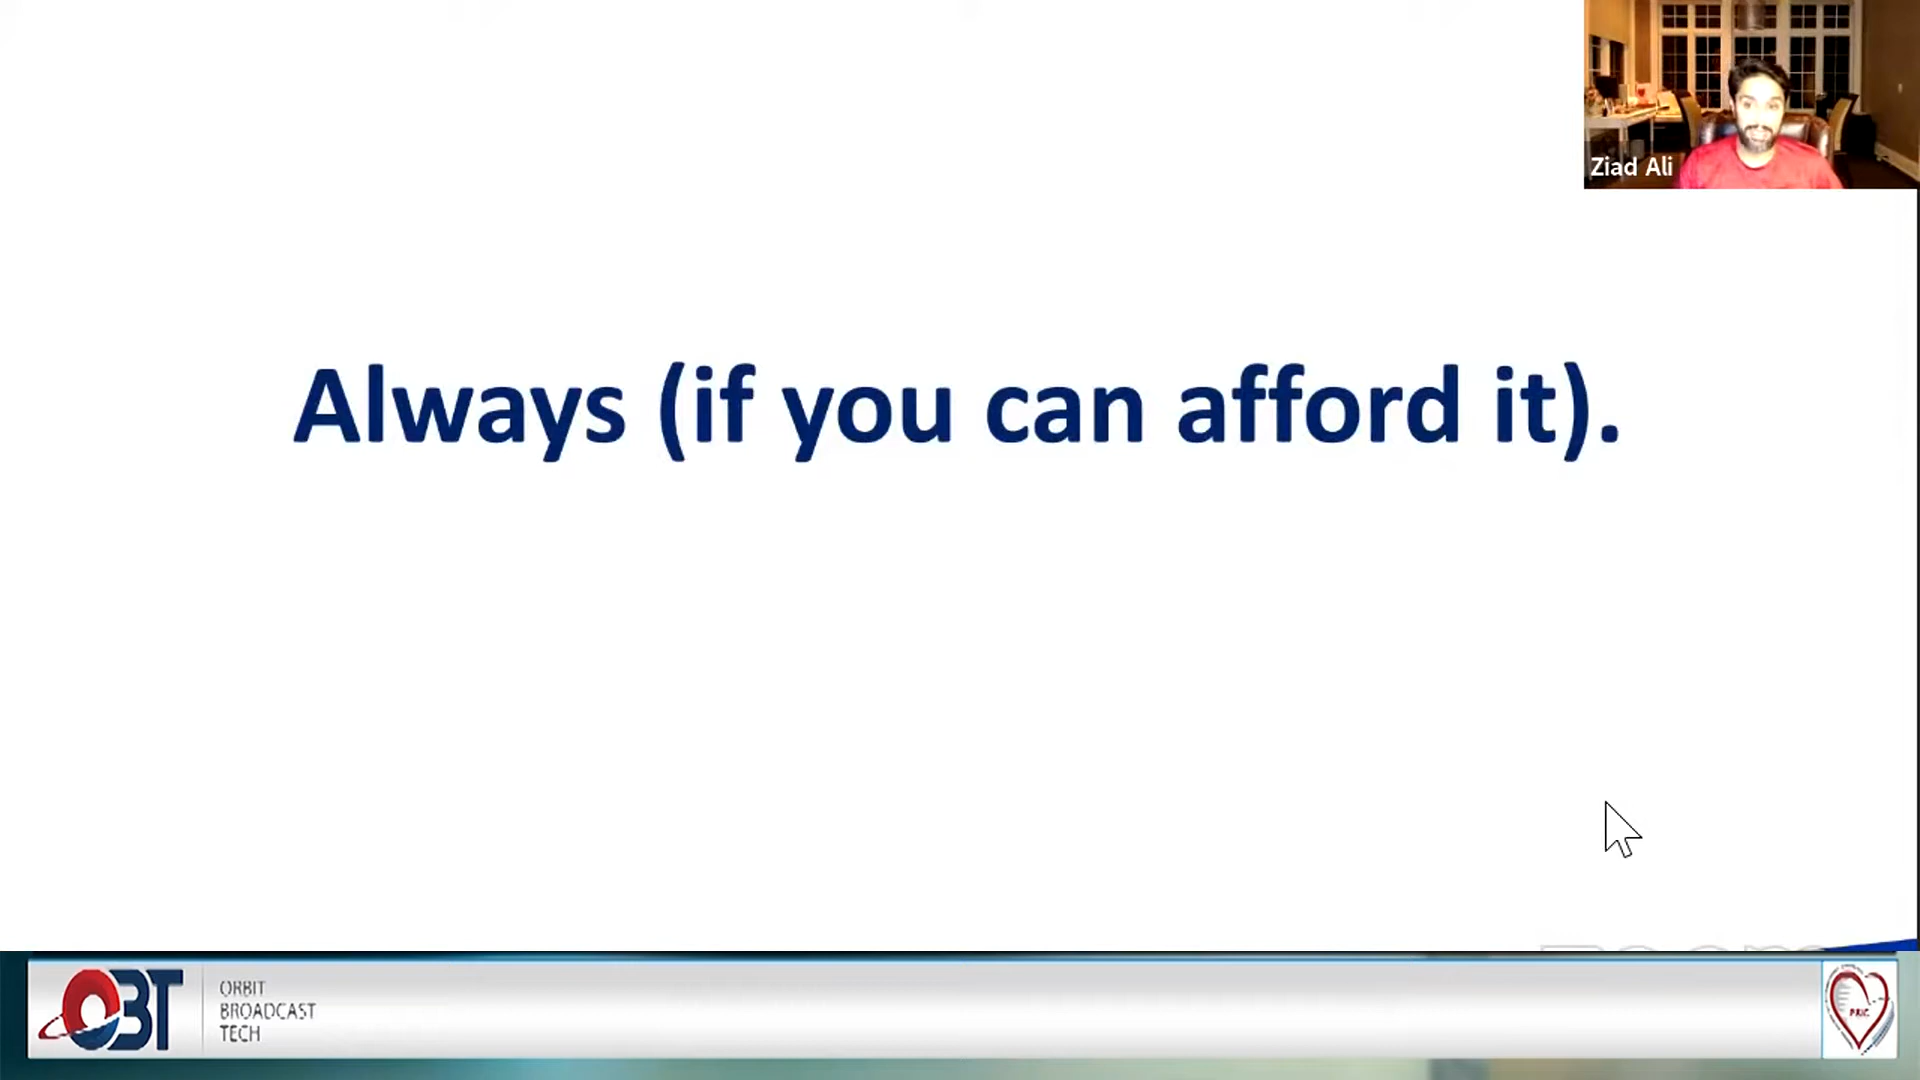 Ziad Ali
Always (if you can afford it).
OBT
ORBIT
BROADCAST
TECH